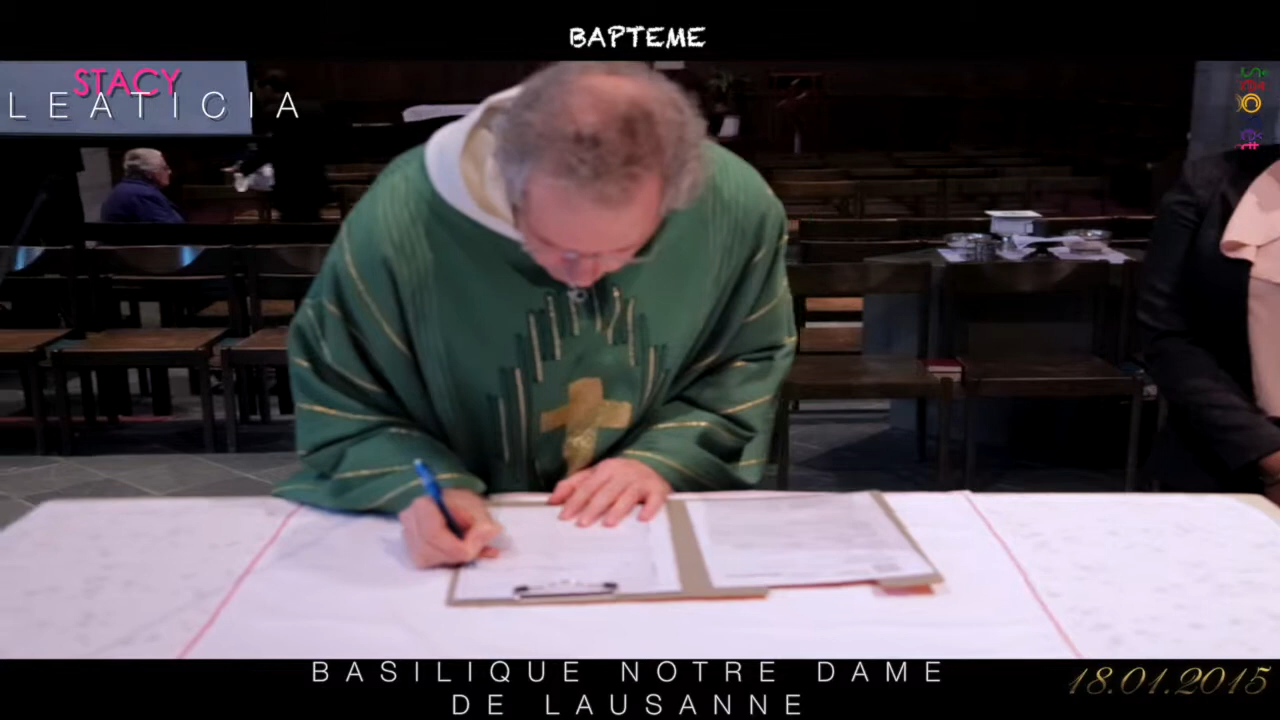 BAPTEME
STACY
LEATICIA
BASILIQUE NOTRE DAME
DE LAUSANNE
18.01.2015